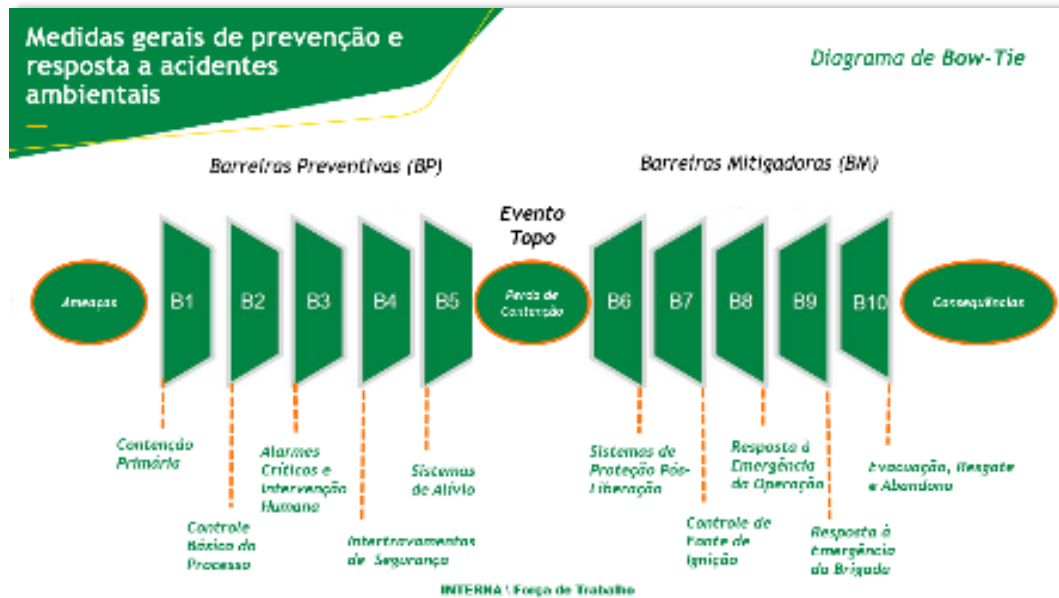 Medidas gerais de prevenção e
resposta a acidentes
ambientais
Diagrama de Bow-Tie
Barreiras Preventivas (BP)
Barreiras Mitigadoras (BM)
Evento
Topo
Ameaças
B1
B2
B3
B4
B5
Perda de
Contenção
B6
B7
B8
B9
B10
Consequências
Contenção
Primária
Controle
Básico do
Processo
Alarmes
Críticos e
Intervenção
Humana
Intertravamentos
de Segurança
Sistemas
de Alívio
Sistemas de
Proteção Pós-
Liberação
Controle de
Fonte de
Ignição
Resposta à
Emergência
da Operação
Resposta à
Emergência
da Brigada
Evacuação, Resgate
e Abandono
INTERNA \ Força de Trabalho